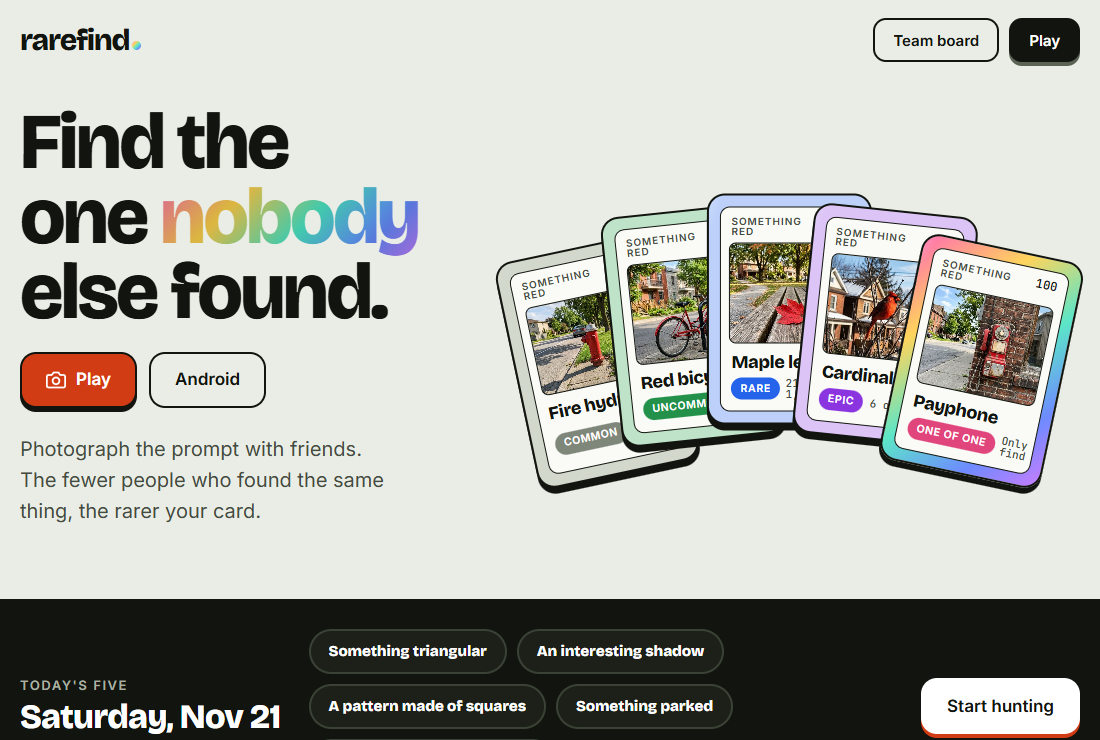 rarefind
Team board
Play
Find the
one nobody
else found.
Play
Android
Photograph the prompt with friends.
The fewer people who found the same
thing, the rarer your card.
SOMETHING
RED
Fire hyd
COMMON
SOMETHING
RED
Red bicy
UNCOMM
SOMETHING
RED
Maple le
RARE
21
1
SOMETHING
RED
Cardinal
EPIC
6 o
SOMETHING
RED
100
Payphone
ONE OF ONE
Only
find
TODAY'S FIVE
Saturday, Nov 21
Something triangular
An interesting shadow
A pattern made of squares
Something parked
Start hunting